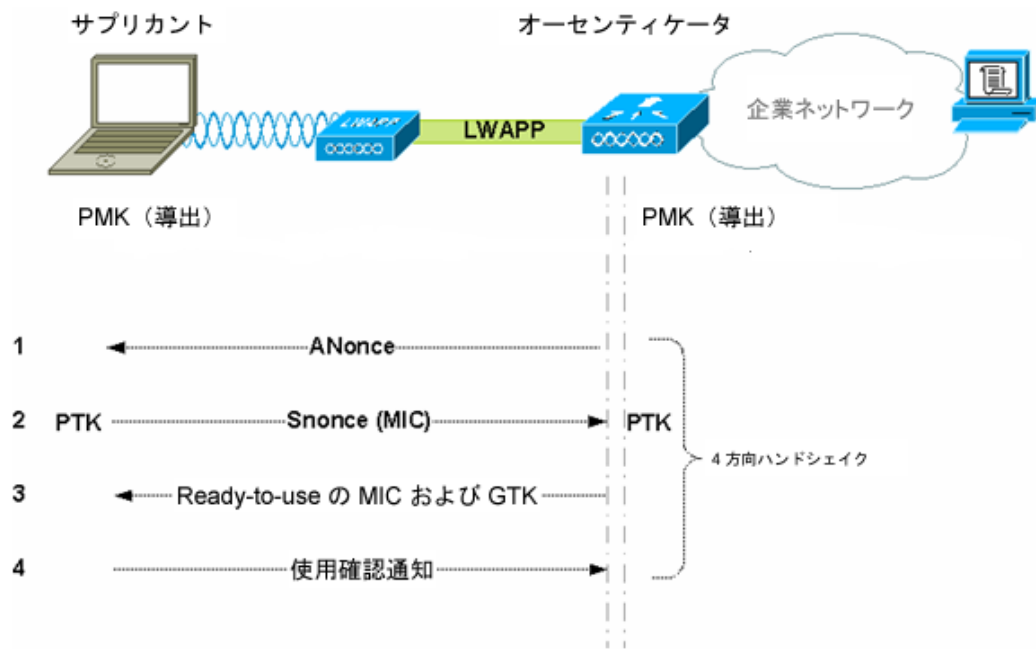 サプリカント
オーセンティケータ
LWAPP
LWAPP
企業ネットワーク
PMK（導出）
PMK（導出）
1
ANonce
2
PTK
Snonce (MIC)
PTK
4 方向ハンドシェイク
3
Ready-to-use の MIC および GTK
4
使用確認通知